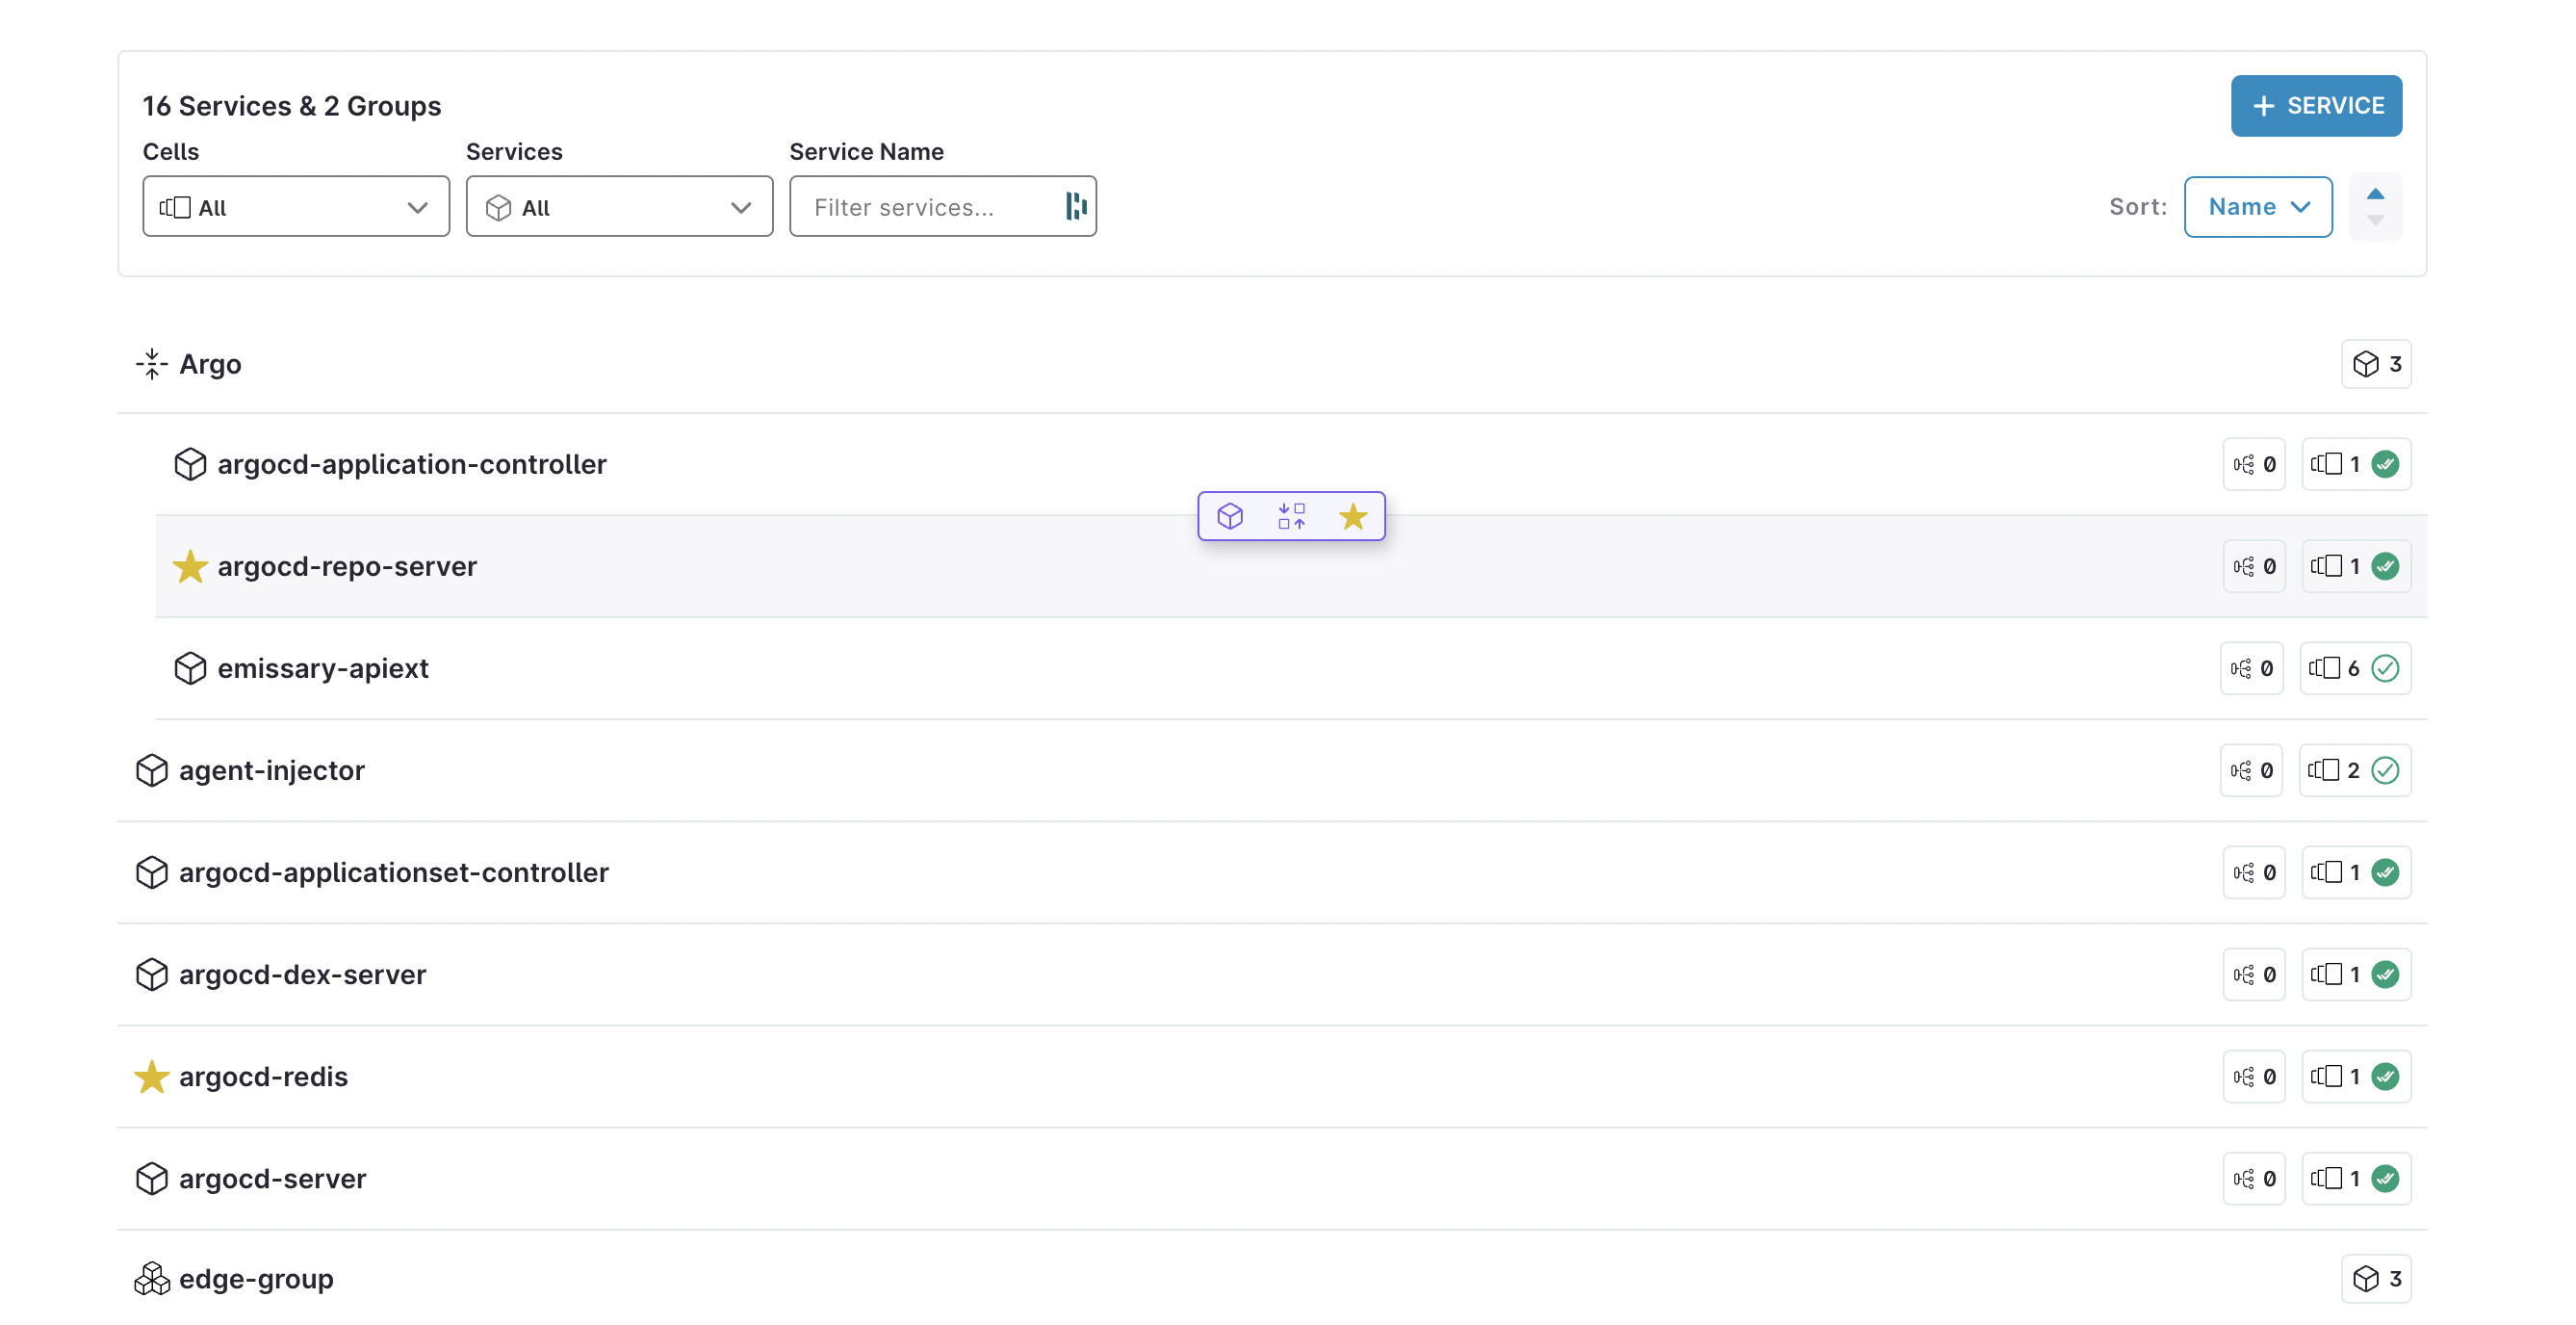 16 Services & 2 Groups
+ SERVICE
Cells
Services
Service Name
All
All
Filter services...
Sort:
Name
Argo
3
argocd-application-controller
0
1
argocd-repo-server
0
1
emissary-apiext
0
6
agent-injector
0
2
argocd-applicationset-controller
0
1
argocd-dex-server
0
1
argocd-redis
0
1
argocd-server
0
1
edge-group
3